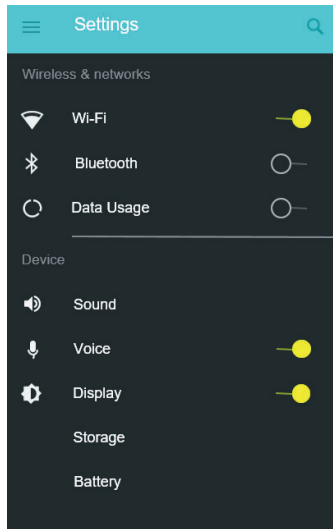 Settings
Wireless & networks
Wi-Fi
Bluetooth
Data Usage
Device
Sound
Voice
Display
Storage
Battery